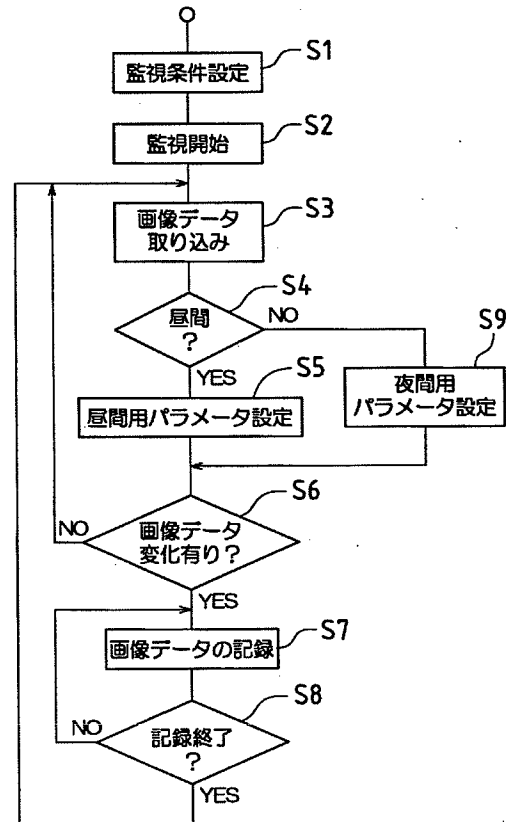 S1
監視条件設定
S2
監視開始
S3
画像データ
取り込み
S4
昼間
?
NO
YES
S5
昼間用パラメータ設定
S9
夜間用
パラメータ設定
S6
画像データ
変化有り?
NO
YES
S7
画像データの記録
S8
記録終了
?
NO
YES